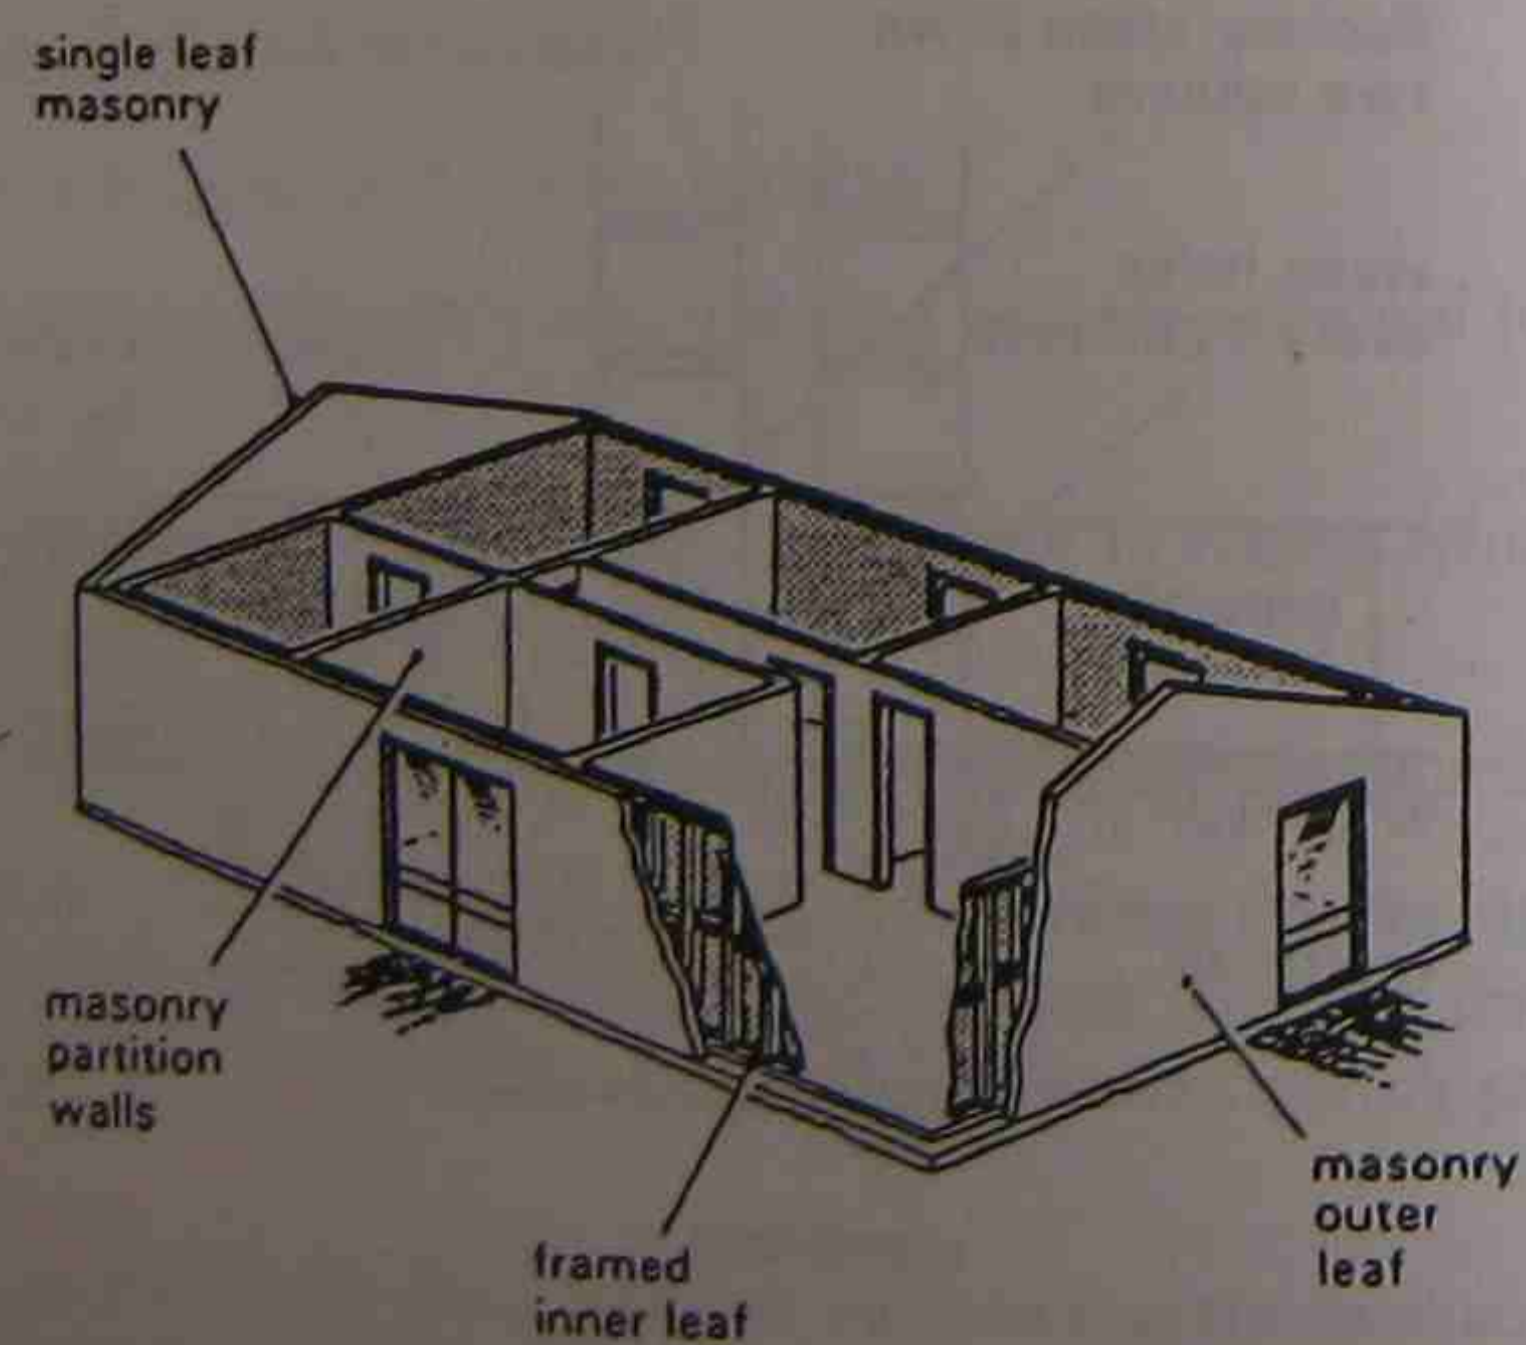 single leaf
masonry
masonry
partition
walls
framed
inner leaf
masonry
outer
leaf